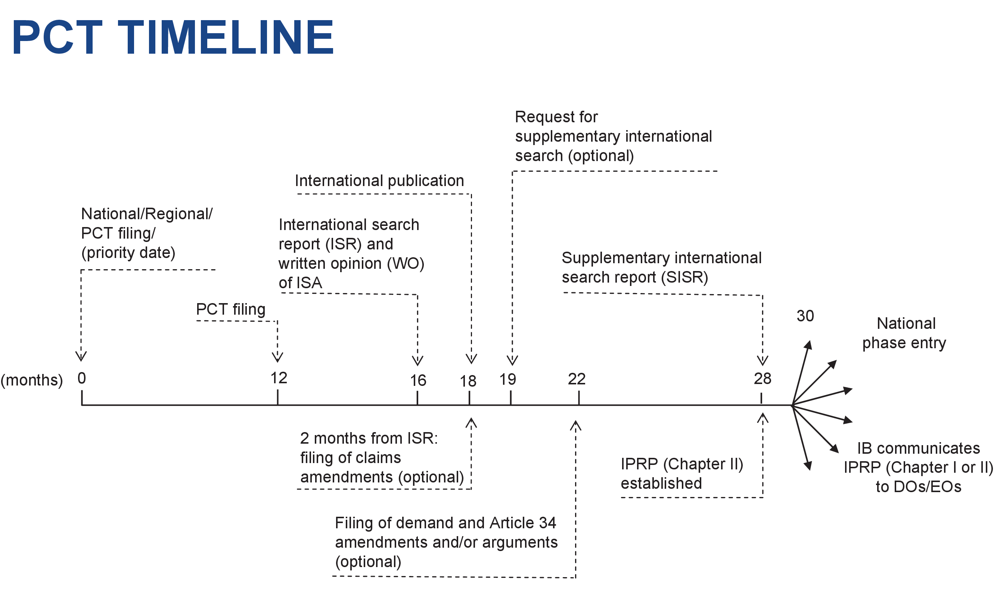 PCT TIMELINE
Request for
supplementary international
search (optional)
International publication
National/Regional/
PCT filing/
(priority date)
International search
report (ISR) and
written opinion (WO)
of ISA
Supplementary international
search report (SISR)
PCT filing
30
National
phase entry
(months) 0 12 16 18 19 22 28
2 months from ISR:
filing of claims
amendments (optional)
IPRP (Chapter II)
established
IB communicates
IPRP (Chapter I or II)
to DOs/EOs
Filing of demand and Article 34
amendments and/or arguments
(optional)